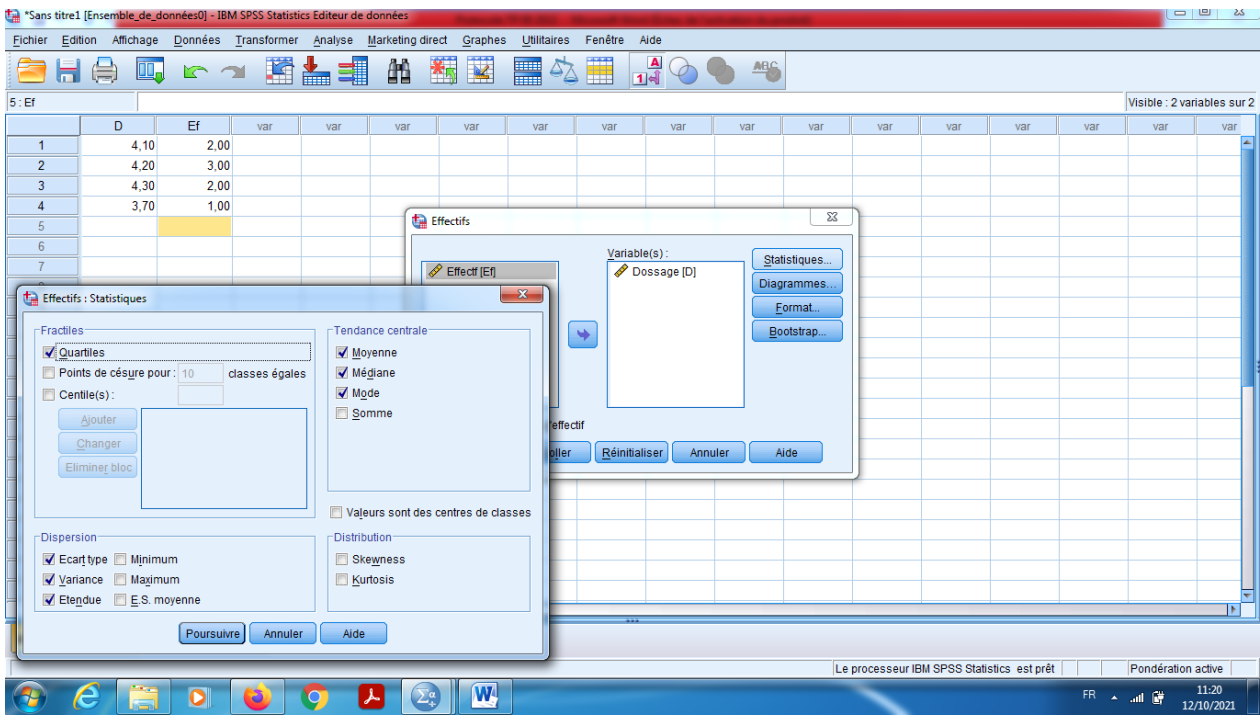 *Sans titre1 [Ensemble_de_données0] - IBM SPSS Statistics Editeur de données
Fichier Edition Affichage Données Transformer Analyse Marketing direct Graphes Utilitaires Fenêtre Aide
A
1
ABC
5 : Ef
Visible : 2 variables sur 2
D Ef var var var var var var var var var var var var var var var
1 4,10 2,00
2 4,20 3,00
3 4,30 2,00
4 3,70 1,00
5
6
7
Effectifs
Effectf [Ef]
Variable(s) :
Dossage [D]
Statistiques...
Diagrammes...
Format...
Bootstrap...
Réinitialiser Annuler Aide
Effectifs : Statistiques
Fractiles
Quartiles
Points de césure pour : 10 classes égales
Centile(s) :
Ajouter
Changer
Eliminer bloc
Tendance centrale
Moyenne
Médiane
Mode
Somme
Valeurs sont des centres de classes
Dispersion
Ecart type Minimum
Variance Maximum
Etendue E.S. moyenne
Distribution
Skewness
Kurtosis
Poursuivre Annuler Aide
Le processeur IBM SPSS Statistics est prêt Pondération active
FR 11:20
12/10/2021